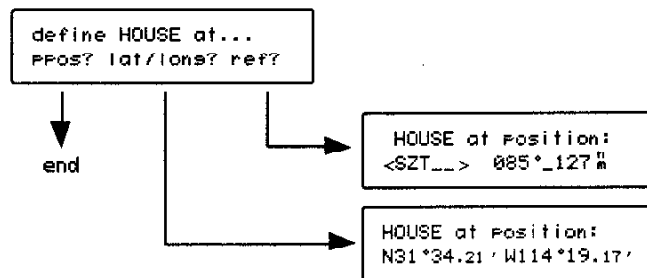 define HOUSE at...
ppos? lat/long? ref?
end
HOUSE at position:
<SZT__> 085°_127 nm
HOUSE at position:
N31°34.21' W114°19.17'